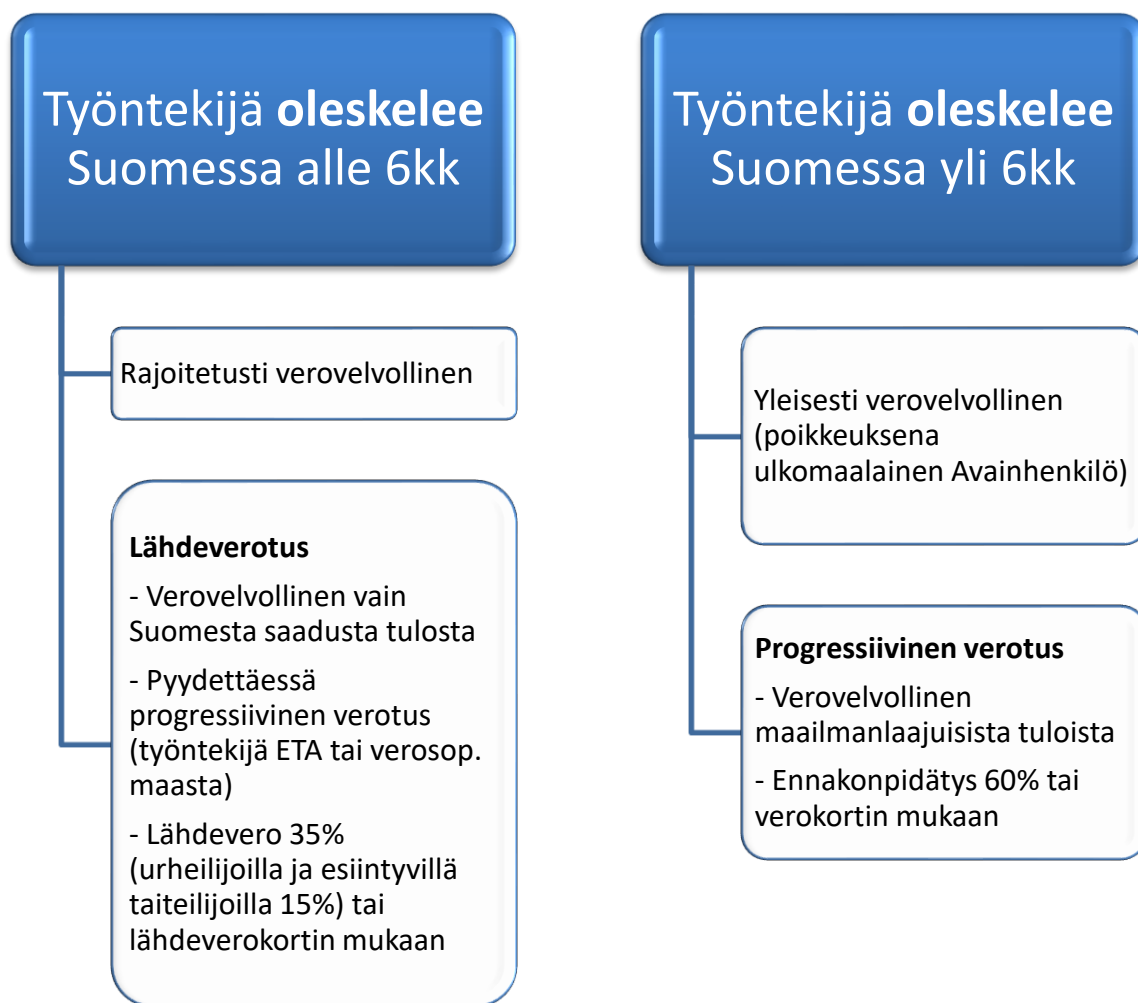 Työntekijä oleskelee
Suomessa alle 6kk
Rajoitetusti verovelvollinen
Lähdeverotus
- Verovelvollinen vain
Suomesta saadusta tulosta
- Pyydettäessä
progressiivinen verotus
(työntekijä ETA tai verosop.
maasta)
- Lähdevero 35%
(urheilijoilla ja esiintyvillä
taiteilijoilla 15%) tai
lähdeverokortin mukaan
Työntekijä oleskelee
Suomessa yli 6kk
Yleisesti verovelvollinen
(poikkeuksena
ulkomaalainen Avainhenkilö)
Progressiivinen verotus
- Verovelvollinen
maailmanlaajuisista tuloista
- Ennakonpidätys 60% tai
verokortin mukaan